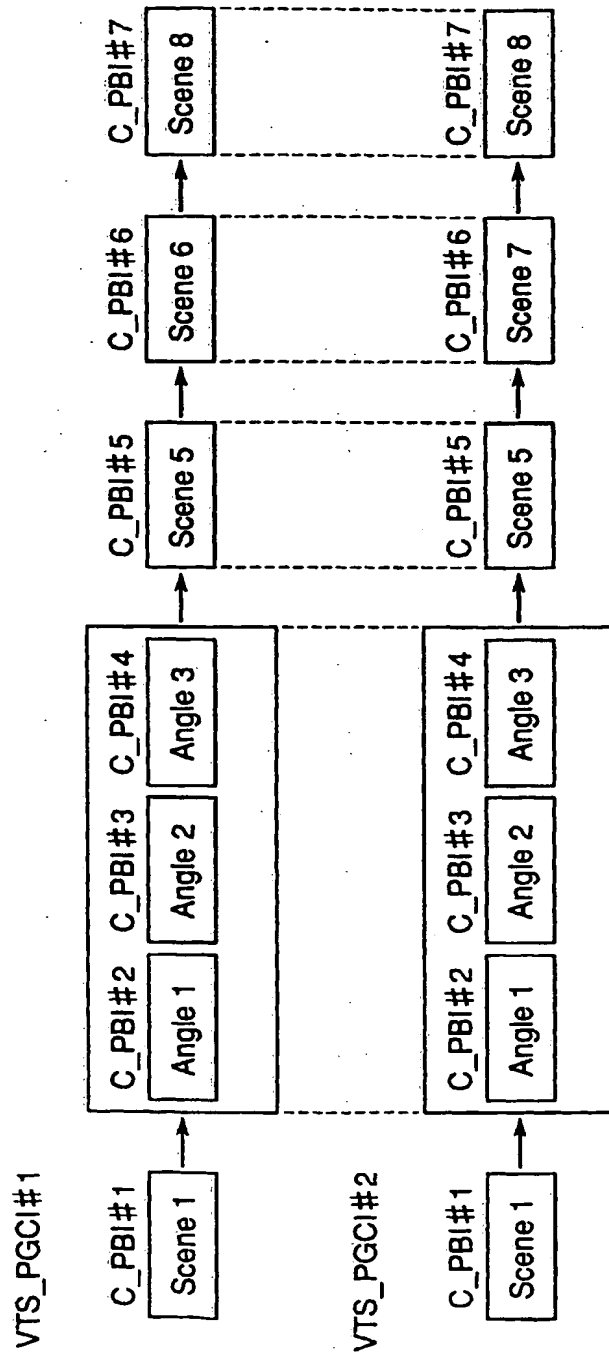 VTS_PGCI#1
C_PBI#1 C_PBI#2 C_PBI#3 C_PBI#4 C_PBI#5 C_PBI#6 C_PBI#7
Scene 1 Angle 1 Angle 2 Angle 3 Scene 5 Scene 6 Scene 8
VTS_PGCI#2
C_PBI#1 C_PBI#2 C_PBI#3 C_PBI#4 C_PBI#5 C_PBI#6 C_PBI#7
Scene 1 Angle 1 Angle 2 Angle 3 Scene 5 Scene 7 Scene 8